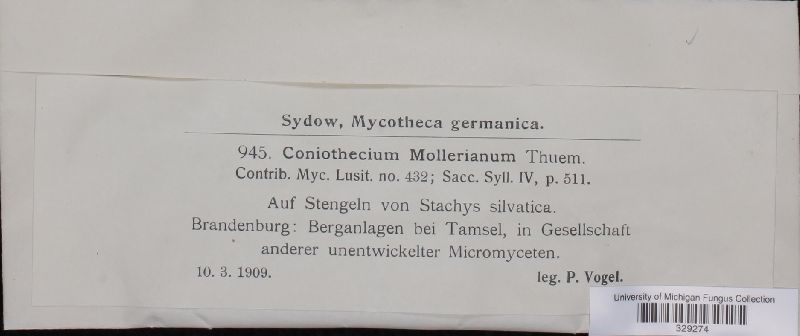 Sydow, Mycotheca germanica.
945. Coniothecium Mollerianum Thuem.
Contrib. Myc. Lusit. no. 432; Sacc. Syll. IV, p. 511.
Auf Stengeln von Stachys silvatica.
Brandenburg: Berganlagen bei Tamsel, in Gesellschaft
anderer unentwickelter Micromyceten.
10. 3. 1909. leg. P. Vogel.
University of Michigan Fungus Collection
329274